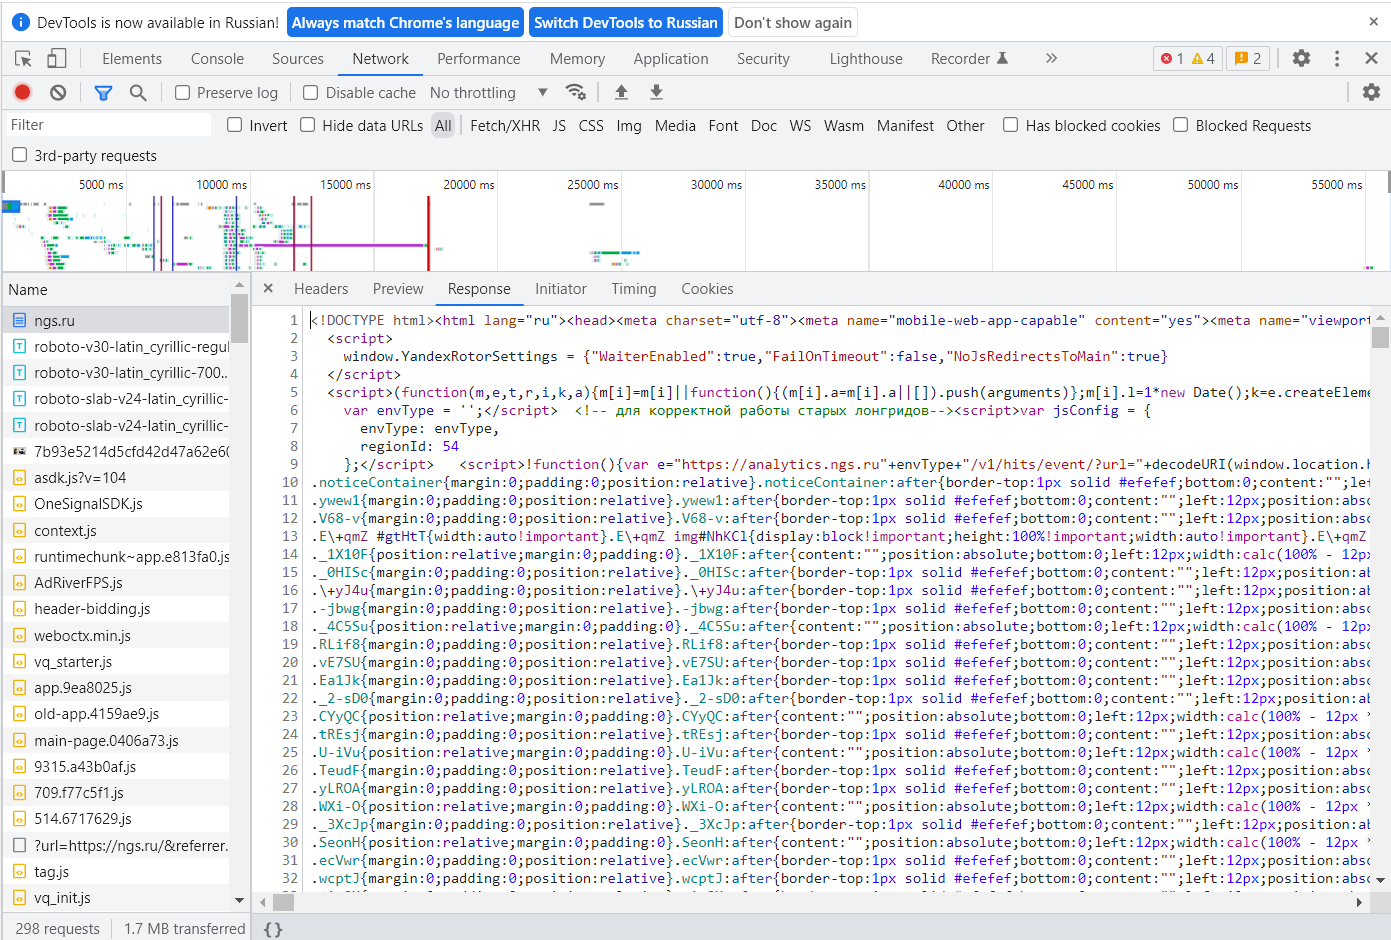 DevTools is now available in Russian! Always match Chrome's language Switch DevTools to Russian Don't show again
Elements Console Sources Network Performance Memory Application Security Lighthouse Recorder 1 4 2
Preserve log Disable cache No throttling
Filter Invert Hide data URLs All Fetch/XHR JS CSS Img Media Font Doc WS Wasm Manifest Other Has blocked cookies Blocked Requests
3rd-party requests
5000 ms 10000 ms 15000 ms 20000 ms 25000 ms 30000 ms 35000 ms 40000 ms 45000 ms 50000 ms 55000 ms
Name
ngs.ru
roboto-v30-latin_cyrillic-regul
roboto-v30-latin_cyrillic-700...
roboto-slab-v24-latin_cyrillic-
roboto-slab-v24-latin_cyrillic-
7b93e5214d5cfd42d47a62e60
asdk.js?v=104
OneSignalSDK.js
context.js
runtimechunk~app.e813fa0.js
AdRiverFPS.js
header-bidding.js
weboctx.min.js
vq_starter.js
app.9ea8025.js
old-app.4159ae9.js
main-page.0406a73.js
9315.a43b0af.js
709.f77c5f1.js
514.6717629.js
?url=https://ngs.ru/&referrer.
tag.js
vq_init.js
298 requests 1.7 MB transferred
Headers Preview Response Initiator Timing Cookies
1 <!DOCTYPE html><html lang="ru"><head><meta charset="utf-8"><meta name="mobile-web-app-capable" content="yes"><meta name="viewport
2 <script>
3 window.YandexRotorSettings = {"WaiterEnabled":true,"FailOnTimeout":false,"NoJsRedirectsToMain":true}
4 </script>
5 <script>(function(m,e,t,r,i,k,a){m[i]=m[i]||function(){(m[i].a=m[i].a||[]).push(arguments)};m[i].l=1*new Date();k=e.createEleme
6 var envType = '';</script> <!-- для корректной работы старых лонгридов--><script>var jsConfig = {
7 envType: envType,
8 regionId: 54
9 };</script> <script>!function(){var e="https://analytics.ngs.ru"+envType+"/v1/hits/event/?url="+decodeURI(window.location.h
10 .noticeContainer{margin:0;padding:0;position:relative}.noticeContainer:after{border-top:1px solid #efefef;bottom:0;content:"";lef
11 .ywew1{margin:0;padding:0;position:relative}.ywew1:after{border-top:1px solid #efefef;bottom:0;content:"";left:12px;position:abso
12 .V68-v{margin:0;padding:0;position:relative}.V68-v:after{border-top:1px solid #efefef;bottom:0;content:"";left:12px;position:abso
13 .E\+qmZ #gtHtT{width:auto!important}.E\+qmZ img#NhKCl{display:block!important;height:100%!important;width:auto!important}.E\+qmZ
14 ._1X10F{position:relative;margin:0;padding:0}._1X10F:after{content:"";position:absolute;bottom:0;left:12px;width:calc(100% - 12px
15 ._0HISc{margin:0;padding:0;position:relative}._0HISc:after{border-top:1px solid #efefef;bottom:0;content:"";left:12px;position:ab
16 .\+yJ4u{margin:0;padding:0;position:relative}.\+yJ4u:after{border-top:1px solid #efefef;bottom:0;content:"";left:12px;position:ab
17 .-jbwg{margin:0;padding:0;position:relative}.-jbwg:after{border-top:1px solid #efefef;bottom:0;content:"";left:12px;position:abso
18 ._4C5Su{position:relative;margin:0;padding:0}._4C5Su:after{content:"";position:absolute;bottom:0;left:12px;width:calc(100% - 12px
19 .RLif8{margin:0;padding:0;position:relative}.RLif8:after{border-top:1px solid #efefef;bottom:0;content:"";left:12px;position:abso
20 .vE7SU{margin:0;padding:0;position:relative}.vE7SU:after{border-top:1px solid #efefef;bottom:0;content:"";left:12px;position:abso
21 .Ea1Jk{margin:0;padding:0;position:relative}.Ea1Jk:after{border-top:1px solid #efefef;bottom:0;content:"";left:12px;position:abso
22 ._2-sD0{margin:0;padding:0;position:relative}._2-sD0:after{border-top:1px solid #efefef;bottom:0;content:"";left:12px;position:ab
23 .CYyQC{position:relative;margin:0;padding:0}.CYyQC:after{content:"";position:absolute;bottom:0;left:12px;width:calc(100% - 12px *
24 .tREsj{margin:0;padding:0;position:relative}.tREsj:after{border-top:1px solid #efefef;bottom:0;content:"";left:12px;position:abso
25 .U-iVu{position:relative;margin:0;padding:0}.U-iVu:after{content:"";position:absolute;bottom:0;left:12px;width:calc(100% - 12px *
26 .TeudF{margin:0;padding:0;position:relative}.TeudF:after{border-top:1px solid #efefef;bottom:0;content:"";left:12px;position:abso
27 .yLROA{margin:0;padding:0;position:relative}.yLROA:after{border-top:1px solid #efefef;bottom:0;content:"";left:12px;position:abso
28 .WXi-O{position:relative;margin:0;padding:0}.WXi-O:after{content:"";position:absolute;bottom:0;left:12px;width:calc(100% - 12px *
29 ._3XcJp{margin:0;padding:0;position:relative}._3XcJp:after{border-top:1px solid #efefef;bottom:0;content:"";left:12px;position:ab
30 .SeonH{position:relative;margin:0;padding:0}.SeonH:after{content:"";position:absolute;bottom:0;left:12px;width:calc(100% - 12px *
31 .ecVwr{margin:0;padding:0;position:relative}.ecVwr:after{border-top:1px solid #efefef;bottom:0;content:"";left:12px;position:abso
32 .wcptJ{margin:0;padding:0;position:relative}.wcptJ:after{border-top:1px solid #efefef;bottom:0;content:"";left:12px;position:abso
{}